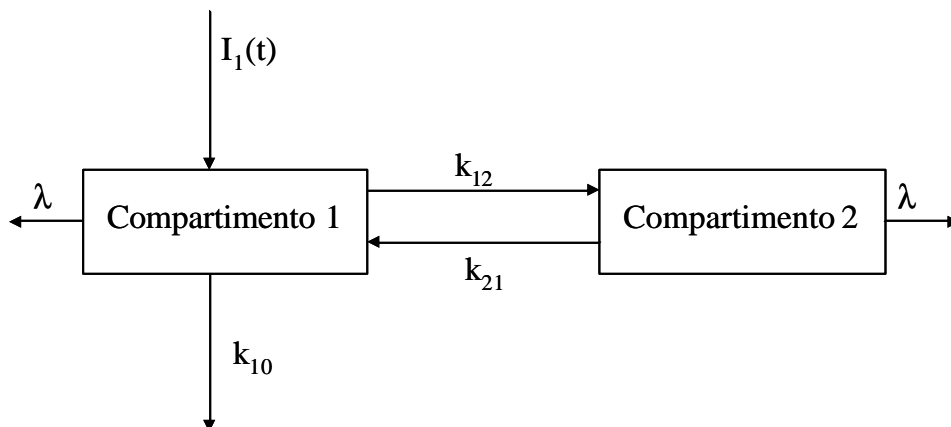 I₁(t)
k₁₂
λ
Compartimento 1
Compartimento 2
λ
k₂₁
k₁₀